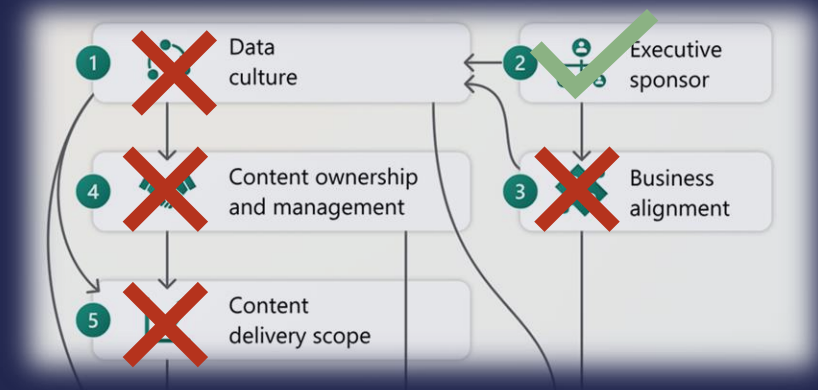 1
Data
culture
2
Executive
sponsor
4
Content ownership
and management
3
Business
alignment
5
Content
delivery scope